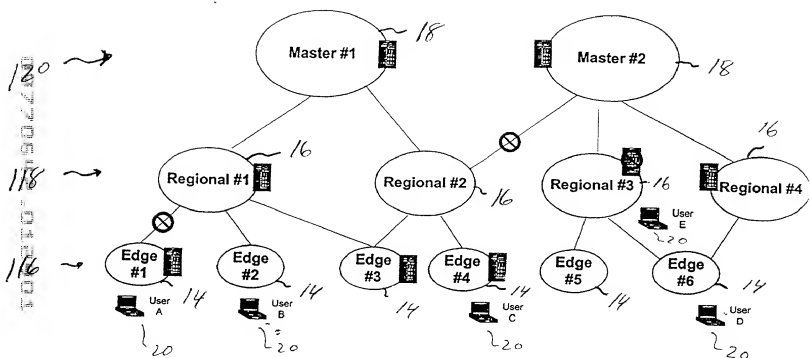 18
Master #1
Master #2
18
120
16
16
Regional #1
Regional #2
Regional #3
Regional #4
118
16
16
User E
20
Edge #1
Edge #2
Edge #3
Edge #4
Edge #5
Edge #6
116
14
14
14
14
14
14
User A
User B
User C
User D
20
20
20
20